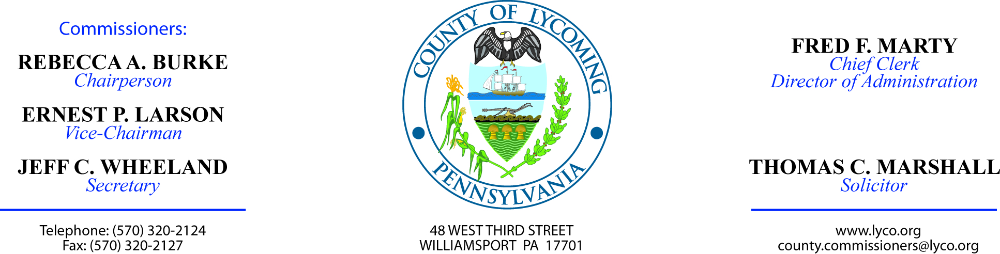 Commissioners:
REBECCA A. BURKE
Chairperson
ERNEST P. LARSON
Vice-Chairman
JEFF C. WHEELAND
Secretary
Telephone: (570) 320-2124
Fax: (570) 320-2127
COUNTY OF LYCOMING
PENNSYLVANIA
48 WEST THIRD STREET
WILLIAMSPORT PA 17701
FRED F. MARTY
Chief Clerk
Director of Administration
THOMAS C. MARSHALL
Solicitor
www.lyco.org
county.commissioners@lyco.org